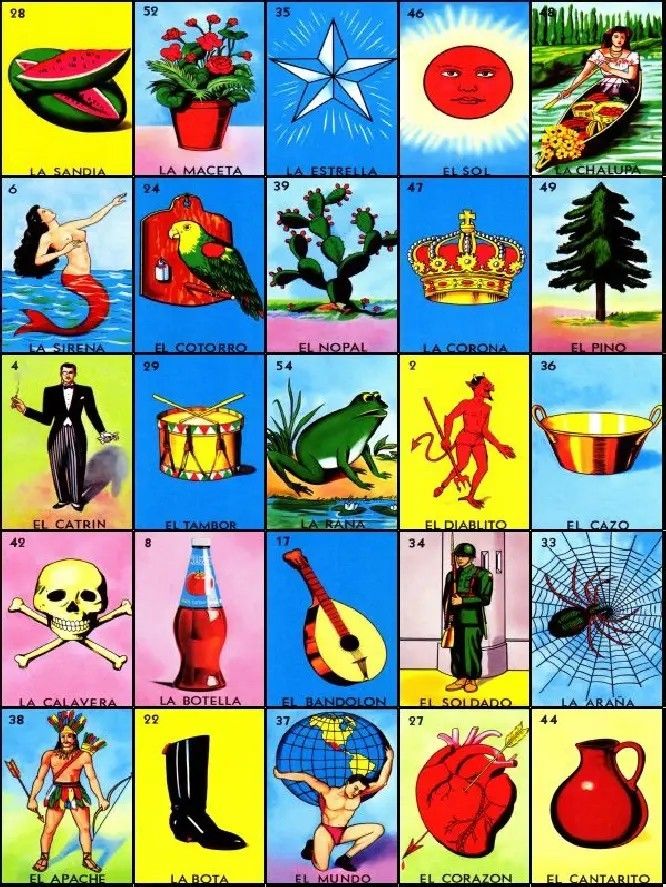 28
LA SANDIA
52
LA MACETA
35
LA ESTRELLA
46
EL SOL
48
LA CHALUPA
6
LA SIRENA
24
EL COTORRO
39
EL NOPAL
47
LA CORONA
49
EL PINO
4
EL CATRIN
29
EL TAMBOR
54
LA RANA
2
EL DIABLITO
36
EL CAZO
42
LA CALAVERA
8
LA BOTELLA
17
EL BANDOLON
34
EL SOLDADO
33
LA ARAÑA
38
EL APACHE
22
LA BOTA
37
EL MUNDO
27
EL CORAZON
44
EL CANTARITO